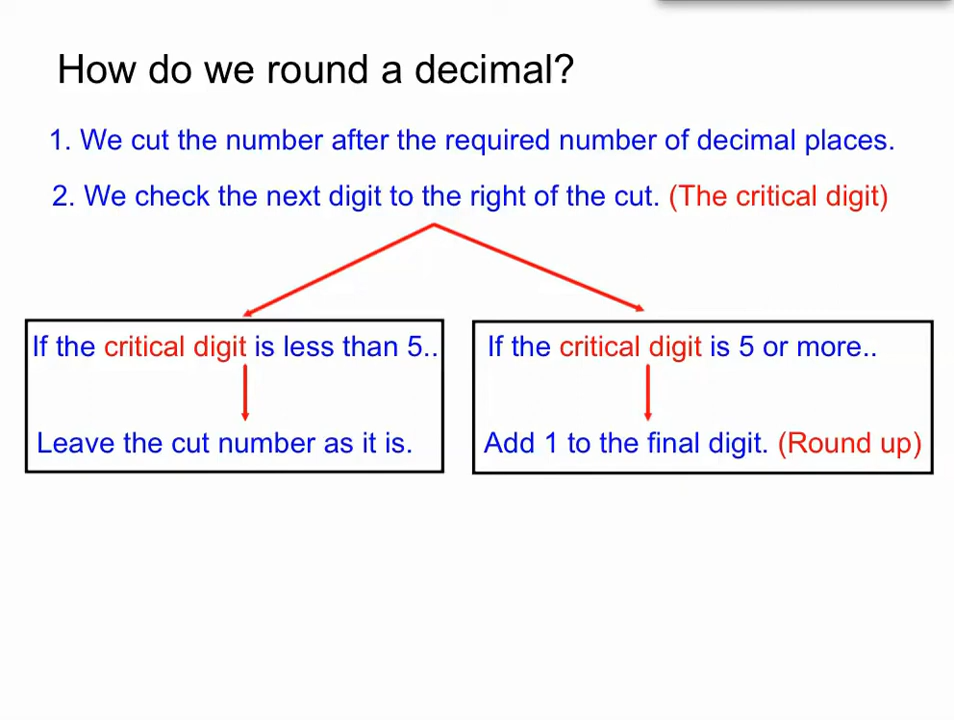 How do we round a decimal?
1. We cut the number after the required number of decimal places.
2. We check the next digit to the right of the cut. (The critical digit)
If the critical digit is less than 5..
Leave the cut number as it is.
If the critical digit is 5 or more..
Add 1 to the final digit. (Round up)